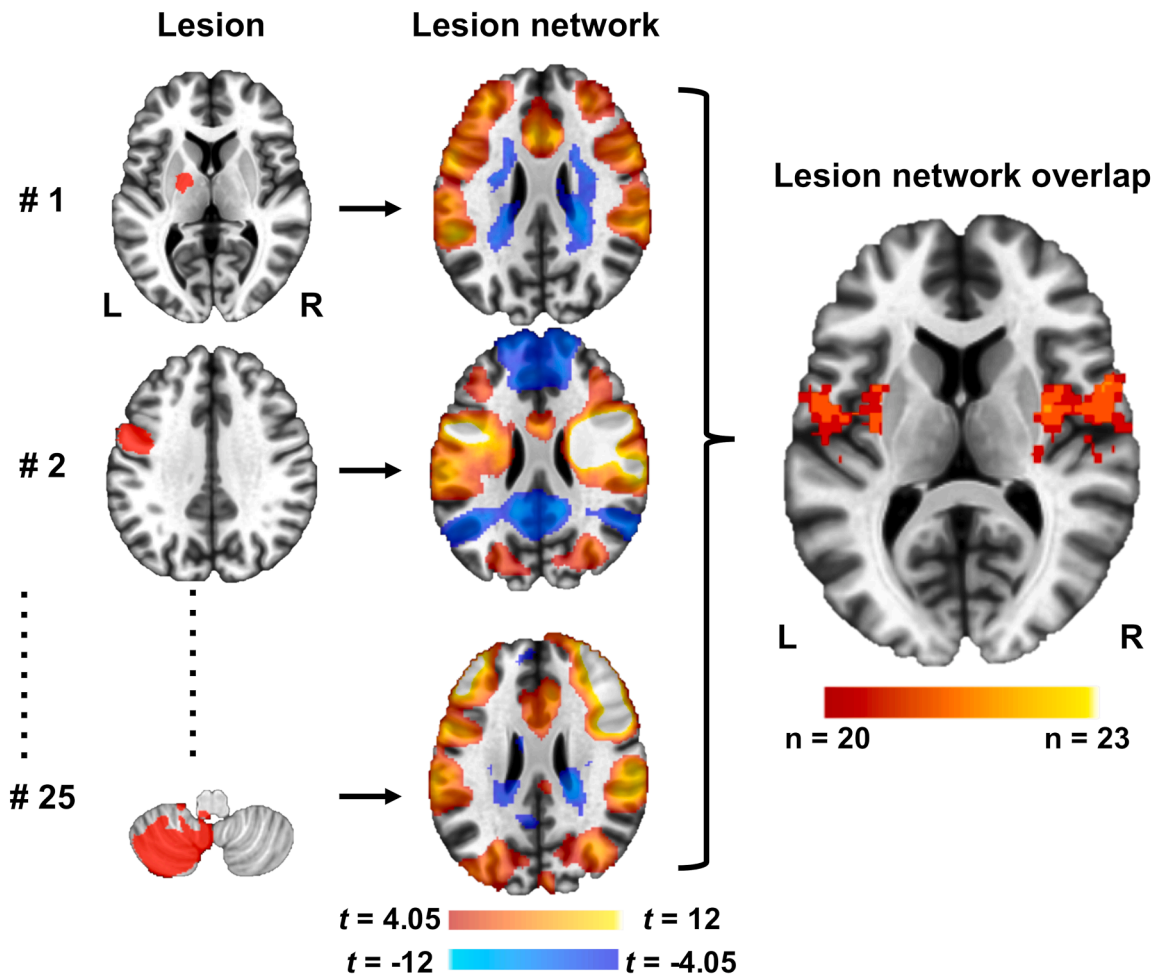 Lesion
Lesion network
# 1
L
R
# 2
# 25
t = 4.05
t = 12
t = -12
t = -4.05
Lesion network overlap
L
R
n = 20
n = 23